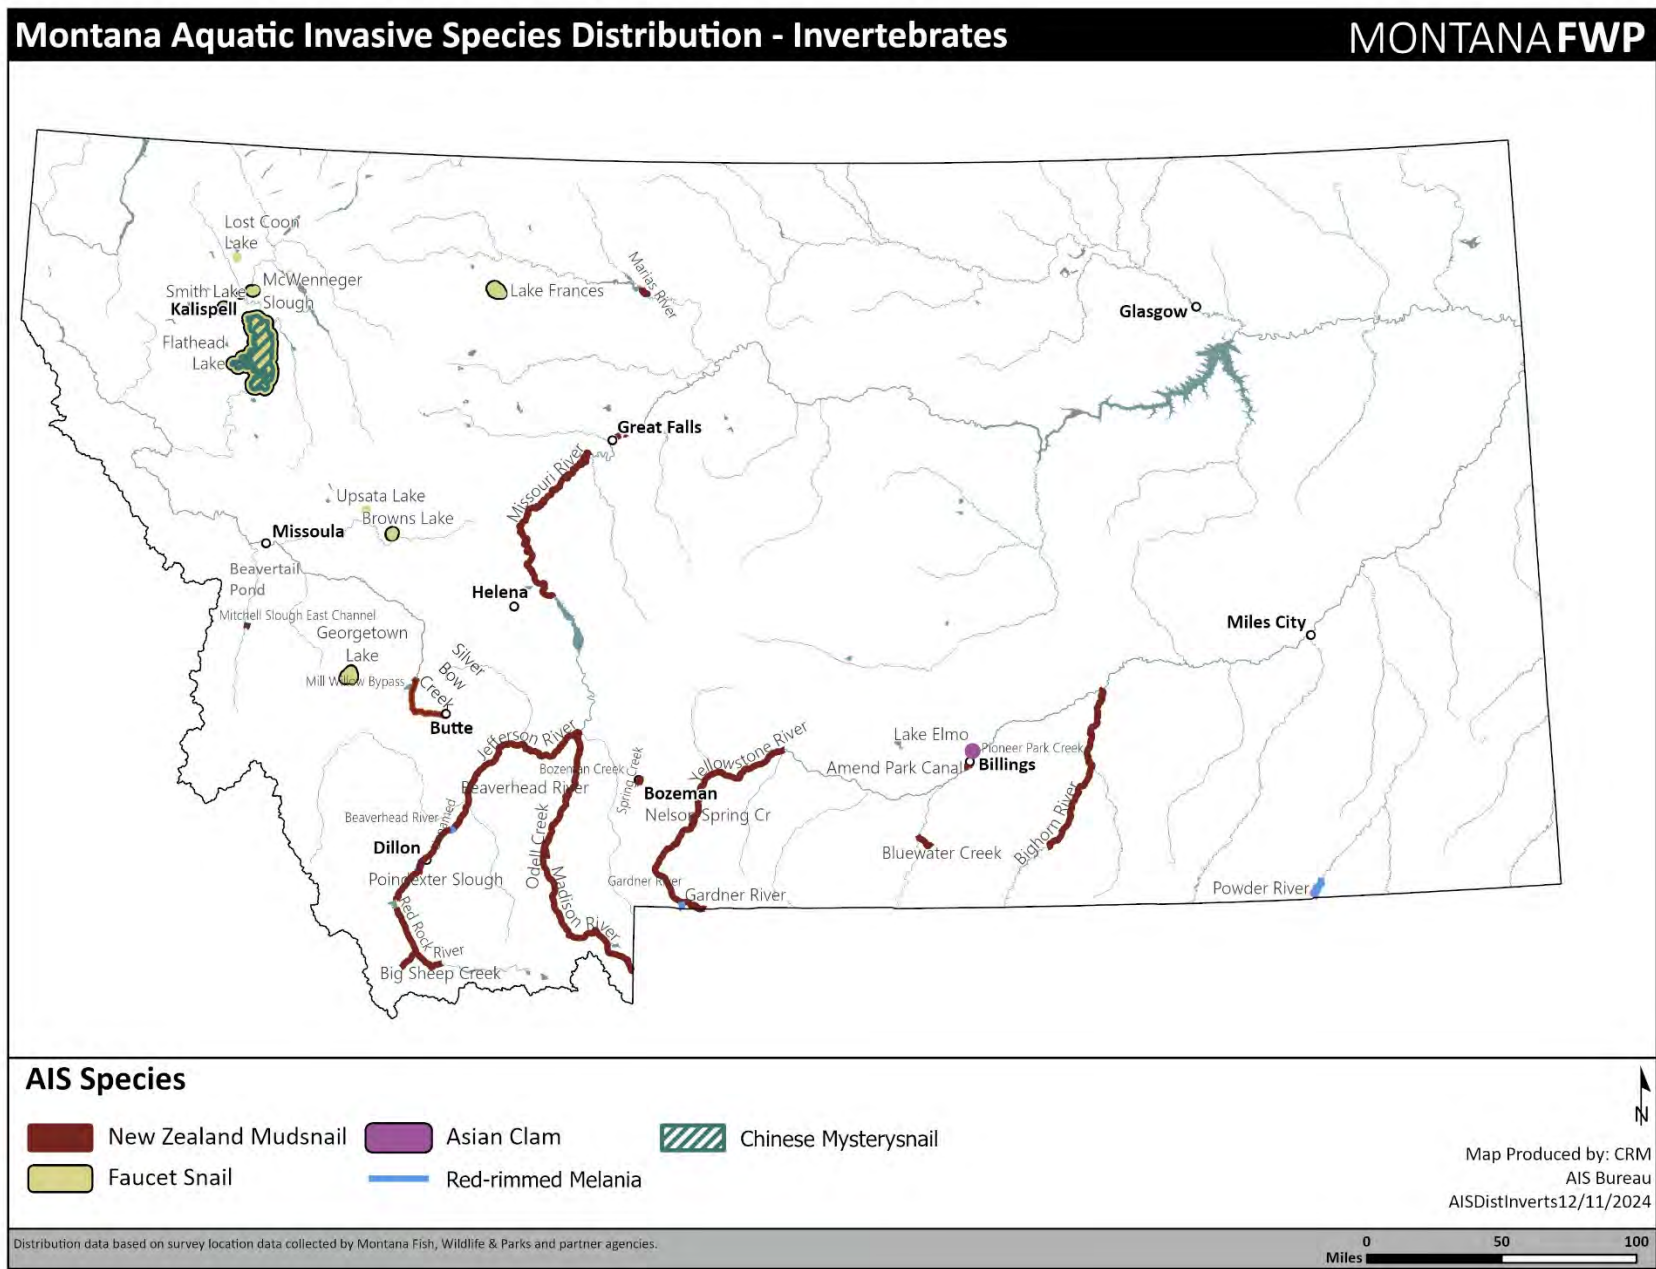 Montana Aquatic Invasive Species Distribution - Invertebrates
MONTANA FWP
Lost Coon
Lake
McWenneger
Slough
Smith Lake
Kalispell
Flathead
Lake
Lake Frances
Marias River
Glasgow
Great Falls
Missouri River
Upsata Lake
Browns Lake
Missoula
Beavertail
Pond
Helena
Mitchell Slough East Channel
Georgetown
Lake
Mill Willow Bypass
Silver
Bow
Creek
Butte
Miles City
Jefferson River
Bozeman Creek
Spring Creek
Beaverhead River
Yellowstone River
Bozeman
Nelson Spring Cr
Lake Elmo
Pioneer Park Creek
Amend Park Canal
Billings
Beaverhead River
Dillon
Odell Creek
Madison River
Poindexter Slough
Gardner River
Gardner River
Bluewater Creek
Bighorn River
Powder River
Red Rock
River
Big Sheep Creek
AIS Species
New Zealand Mudsnail
Asian Clam
Chinese Mysterysnail
Faucet Snail
Red-rimmed Melania
N
Map Produced by: CRM
AIS Bureau
AISDistInverts12/11/2024
Distribution data based on survey location data collected by Montana Fish, Wildlife & Parks and partner agencies.
0 50 100
Miles